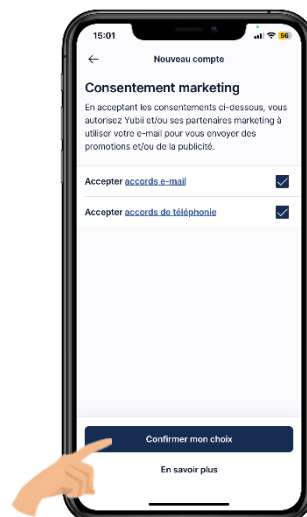 15:01
56
Nouveau compte
Consentement marketing
En acceptant les consentements ci-dessous, vous
autorisez Yubii et/ou ses partenaires marketing à
utiliser votre e-mail pour vous envoyer des
promotions et/ou de la publicité.
Accepter accords e-mail
Accepter accords de téléphonie
Confirmer mon choix
En savoir plus